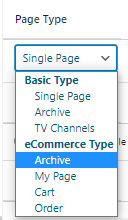 Page Type
Single Page
Basic Type
Single Page
Archive
TV Channels
eCommerce Type
Archive
My Page
Cart
Order